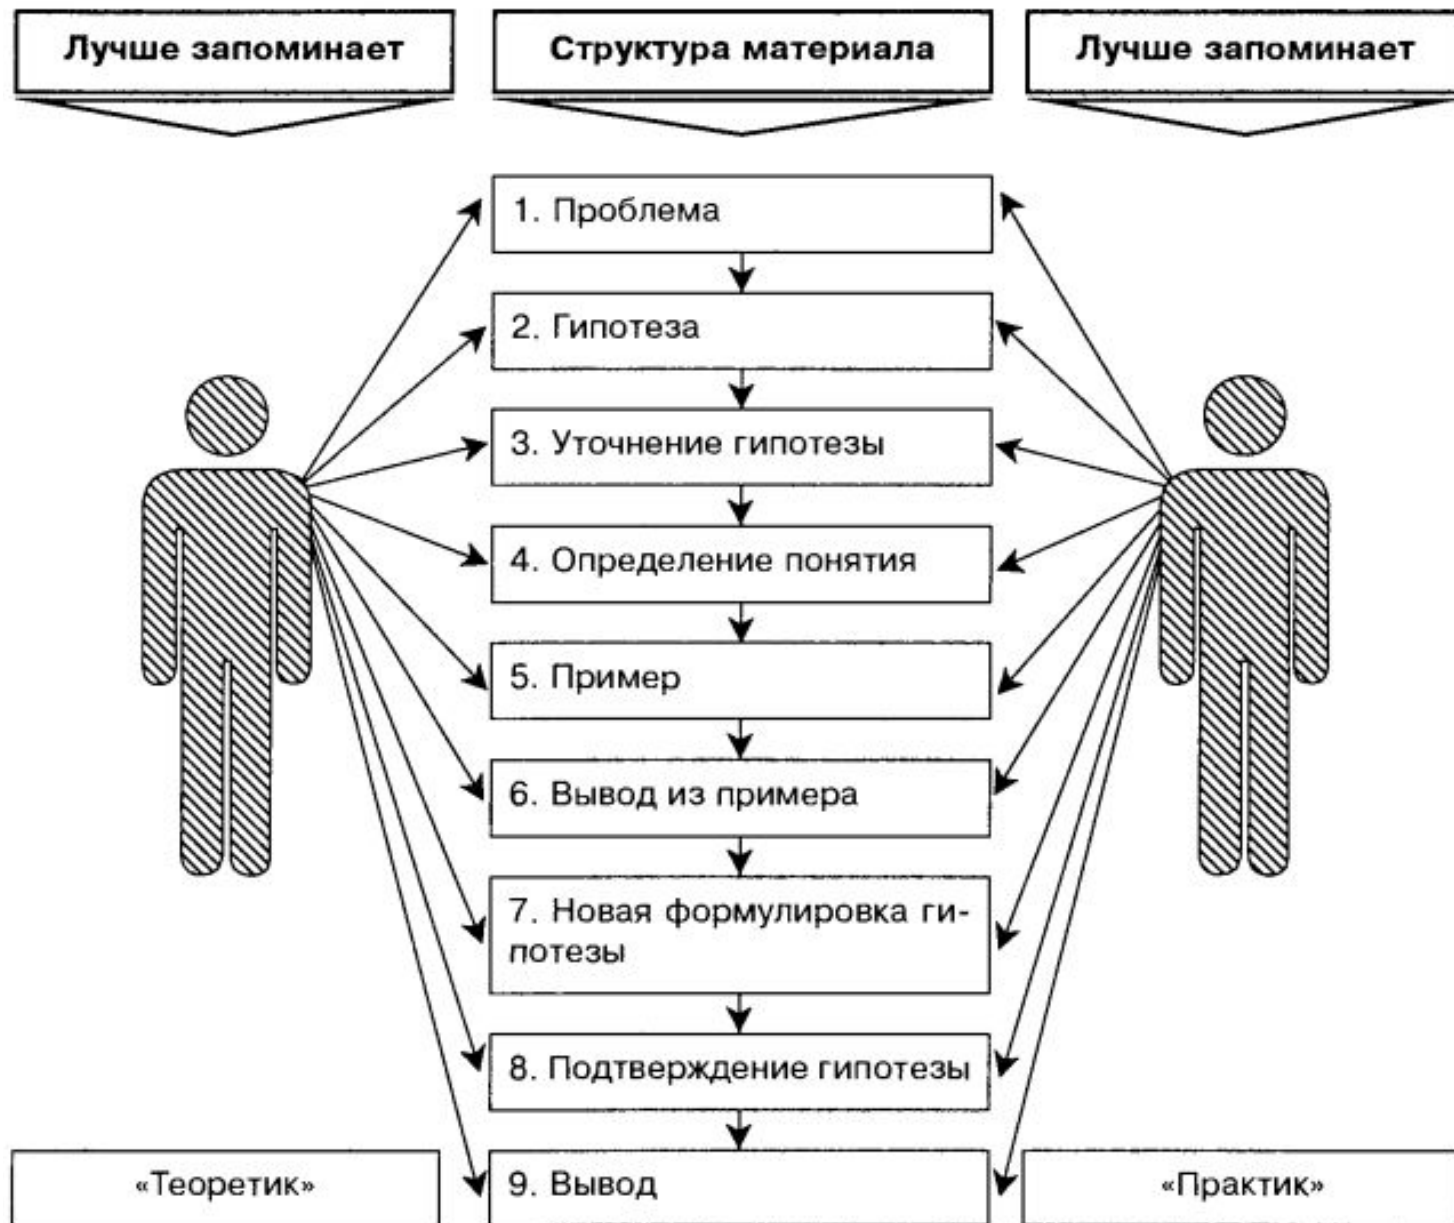 Лучше запоминает
Структура материала
Лучше запоминает
1. Проблема
2. Гипотеза
3. Уточнение гипотезы
4. Определение понятия
5. Пример
6. Вывод из примера
7. Новая формулировка ги-
потезы
8. Подтверждение гипотезы
«Теоретик»
9. Вывод
«Практик»